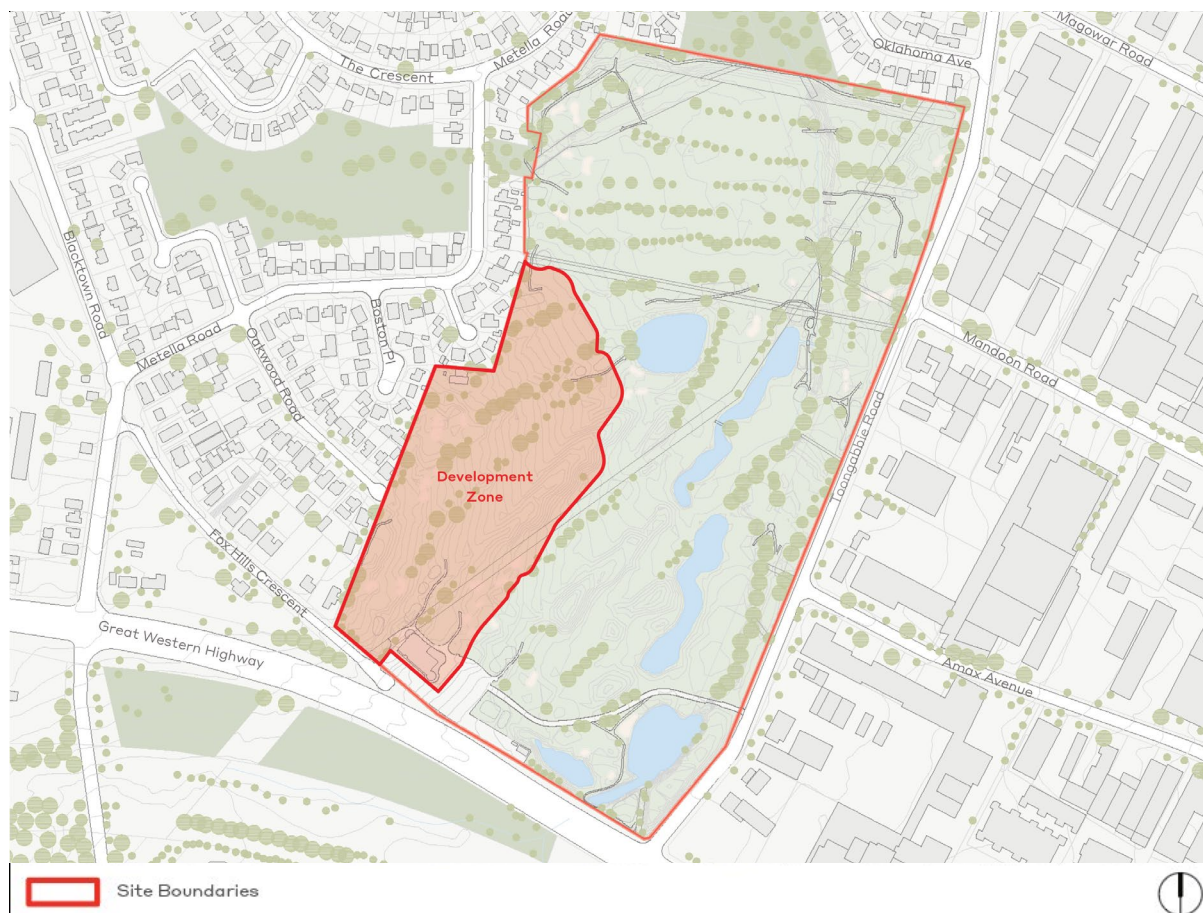 Magowar Road
Metella Road
Oklahoma Ave
The Crescent
Blacktown Road
Boston Pl
Metella Road
Oakwood Road
Mandoon Road
Toongabbie Road
Development
Zone
Fox Hills Crescent
Great Western Highway
Amax Avenue
Site Boundaries